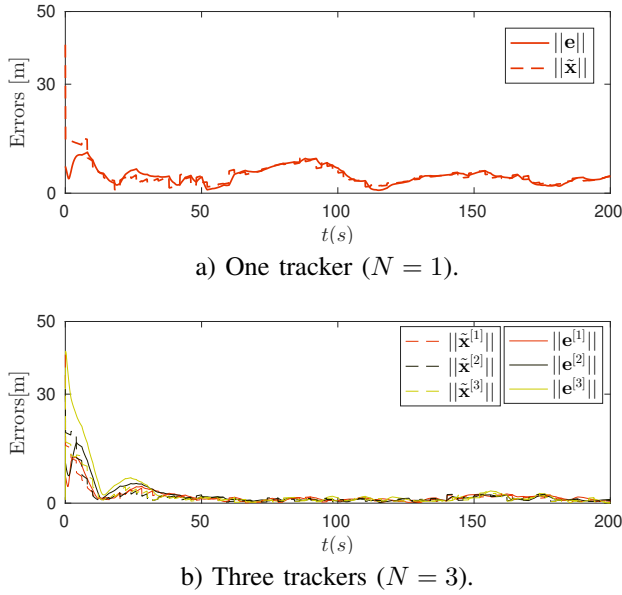 50
30
0
Errors [m]
||e||
||x̃||
0 50 100 150 200
t(s)
a) One tracker (N = 1).
50
30
0
Errors[m]
||x̃^[1]|| ||e^[1]||
||x̃^[2]|| ||e^[2]||
||x̃^[3]|| ||e^[3]||
0 50 100 150 200
t(s)
b) Three trackers (N = 3).